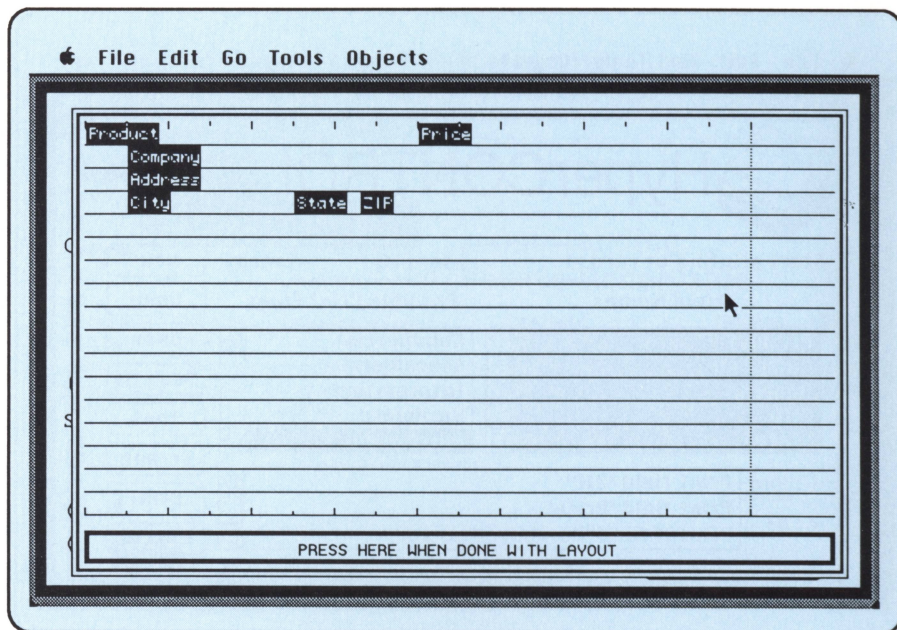 File Edit Go Tools Objects
Product Price
Company
Address
City State ZIP
PRESS HERE WHEN DONE WITH LAYOUT